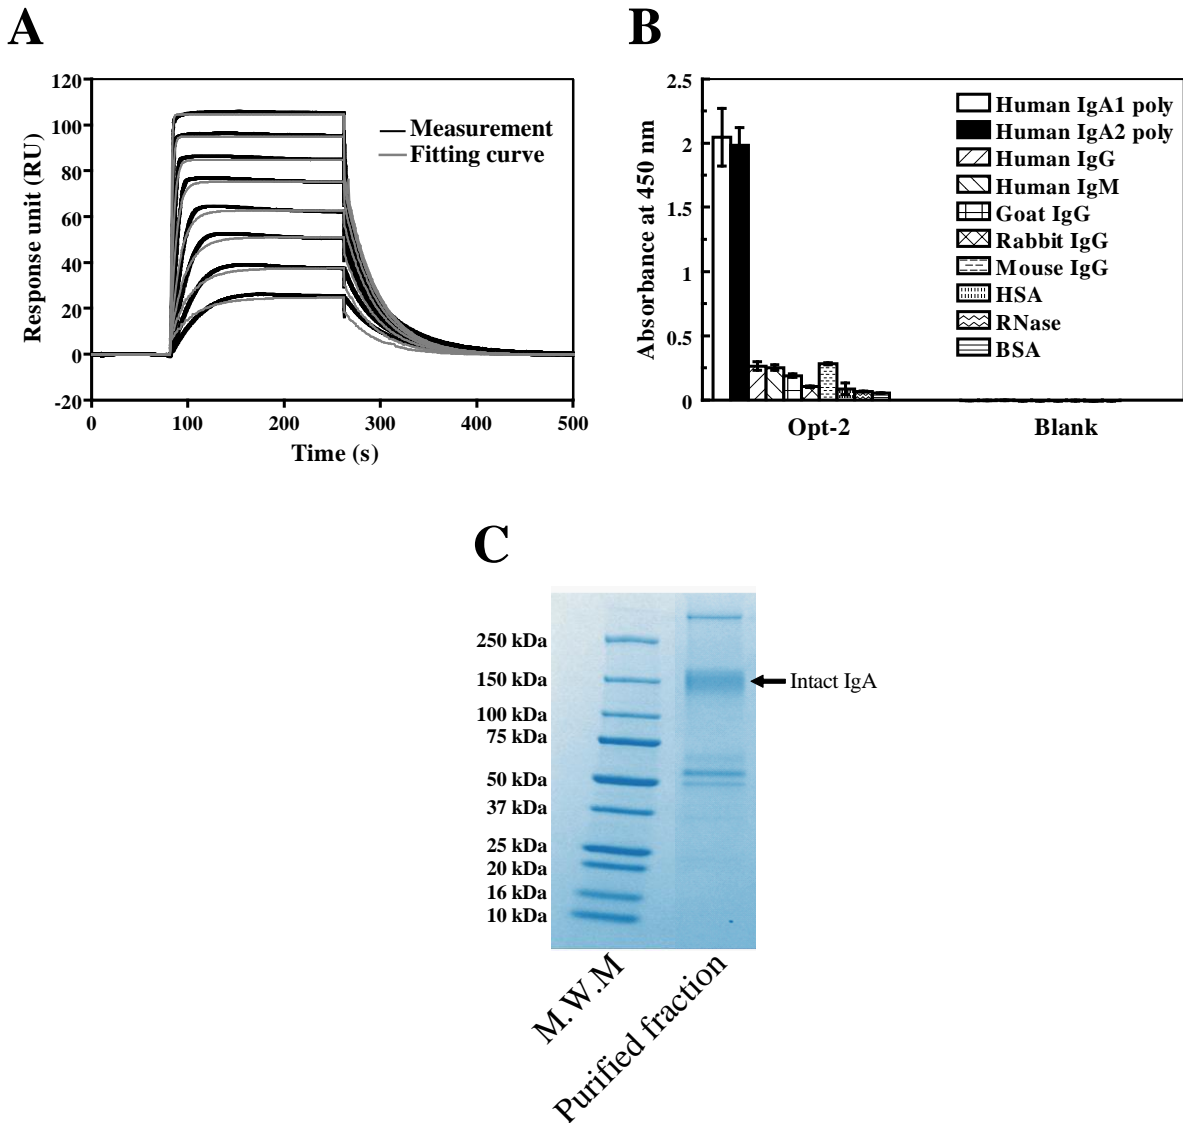 A
Response unit (RU)
120
100
80
60
40
20
0
-20
0
100
200
300
400
500
Time (s)
Measurement
Fitting curve
B
Absorbance at 450 nm
2.5
2
1.5
1
0.5
0
Human IgA1 poly
Human IgA2 poly
Human IgG
Human IgM
Goat IgG
Rabbit IgG
Mouse IgG
HSA
RNase
BSA
Opt-2
Blank
C
250 kDa
150 kDa
100 kDa
75 kDa
50 kDa
37 kDa
25 kDa
20 kDa
16 kDa
10 kDa
Intact IgA
M.W.M
Purified fraction